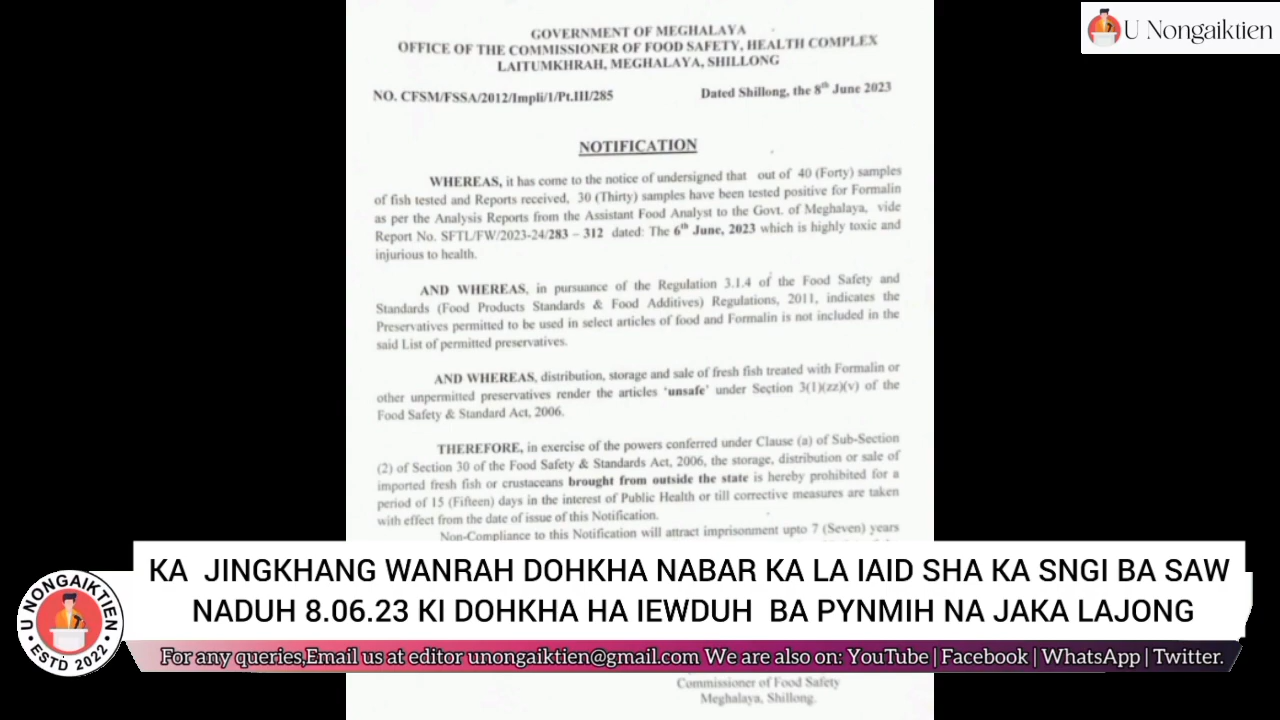 U Nongaiktien
GOVERNMENT OF MEGHALAYA
OFFICE OF THE COMMISSIONER OF FOOD SAFETY, HEALTH COMPLEX
LAITUMKHRAH, MEGHALAYA, SHILLONG
NO. CFSM/FSSA/2012/Impli/1/Pt.III/285 Dated Shillong, the 8th June 2023
NOTIFICATION
WHEREAS, it has come to the notice of undersigned that out of 40 (Forty) samples
of fish tested and Reports received, 30 (Thirty) samples have been tested positive for Formalin
as per the Analysis Reports from the Assistant Food Analyst to the Govt. of Meghalaya, vide
Report No. SFTL/FW/2023-24/283 – 312 dated: The 6th June, 2023 which is highly toxic and
injurious to health.
AND WHEREAS, in pursuance of the Regulation 3.1.4 of the Food Safety and
Standards (Food Products Standards & Food Additives) Regulations, 2011, indicates the
Preservatives permitted to be used in select articles of food and Formalin is not included in the
said List of permitted preservatives.
AND WHEREAS, distribution, storage and sale of fresh fish treated with Formalin or
other unpermitted preservatives render the articles ‘unsafe’ under Section 3(1)(zz)(v) of the
Food Safety & Standard Act, 2006.
THEREFORE, in exercise of the powers conferred under Clause (a) of Sub-Section
(2) of Section 30 of the Food Safety & Standards Act, 2006, the storage, distribution or sale of
imported fresh fish or crustaceans brought from outside the state is hereby prohibited for a
period of 15 (Fifteen) days in the interest of Public Health or till corrective measures are taken
with effect from the date of issue of this Notification.
Non-Compliance to this Notification will attract imprisonment upto 7 (Seven) years
KA JINGKHANG WANRAH DOHKHA NABAR KA LA IAID SHA KA SNGI BA SAW
NADUH 8.06.23 KI DOHKHA HA IEWDUH BA PYNMIH NA JAKA LAJONG
U NONGAIKTIEN
ESTD 2022
For any queries,Email us at editor unongaiktien@gmail.com We are also on: YouTube | Facebook | WhatsApp | Twitter.
Commissioner of Food Safety
Meghalaya, Shillong.